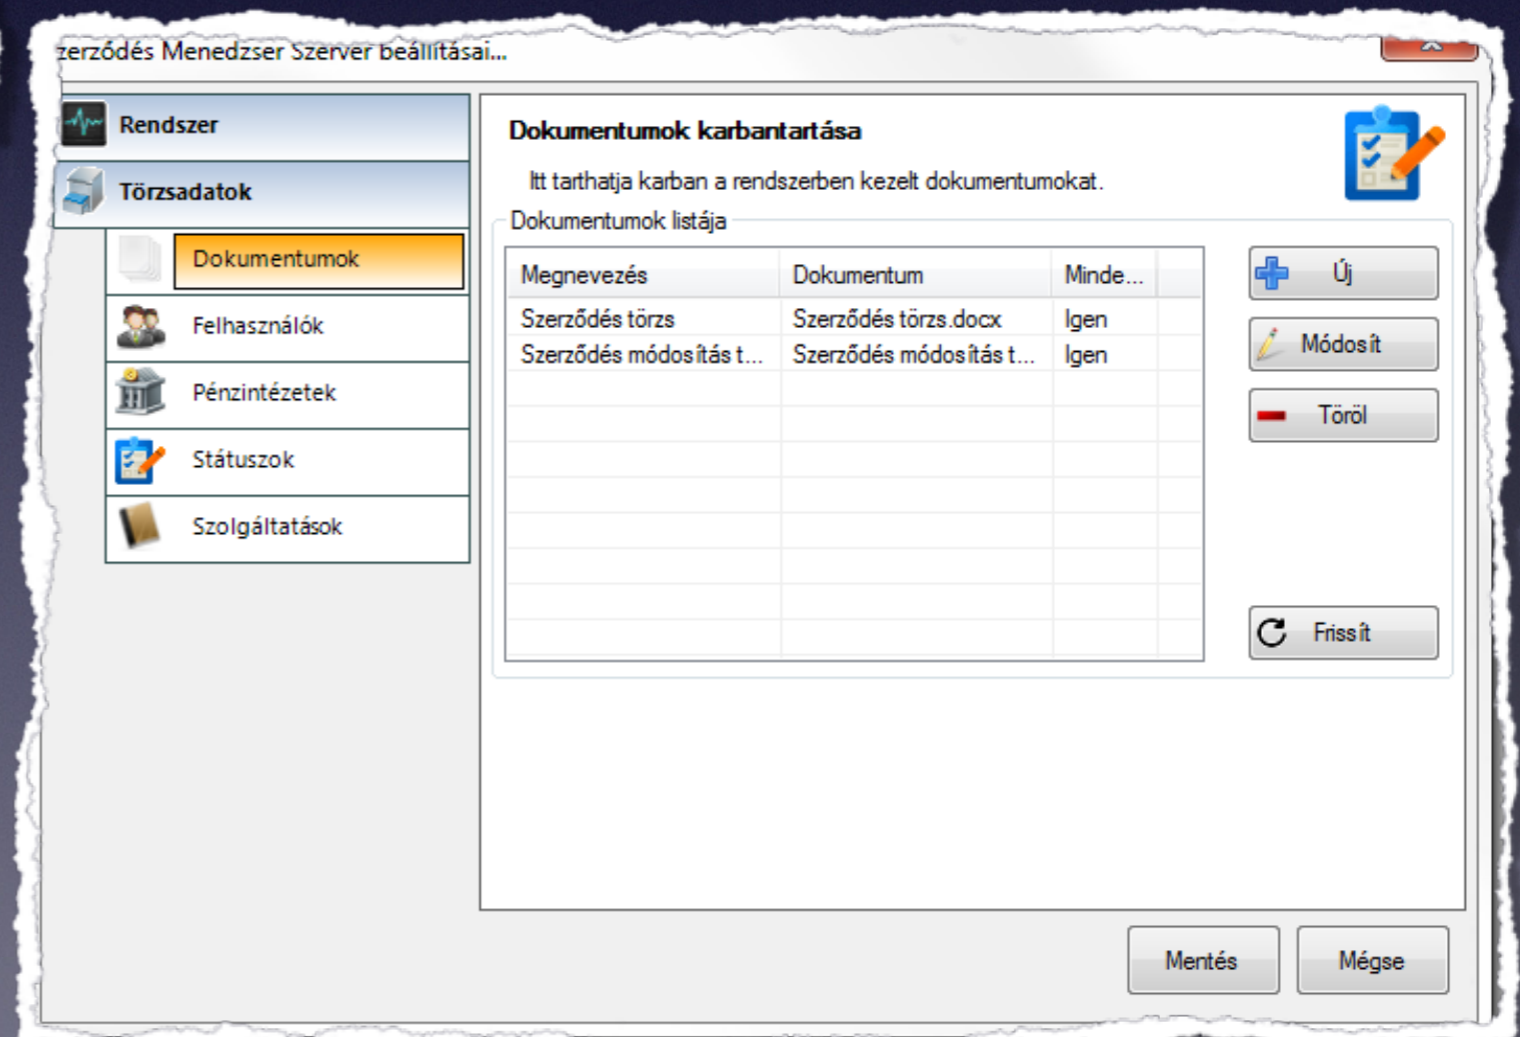 zerződés Menedzser Szerver beállításai...
Rendszer
Törzsadatok
Dokumentumok
Felhasználók
Pénzintézetek
Státuszok
Szolgáltatások
Dokumentumok karbantartása
Itt tarthatja karban a rendszerben kezelt dokumentumokat.
Dokumentumok listája
Megnevezés Dokumentum Minde...
Szerződés törzs Szerződés törzs.docx Igen
Szerződés módosítás t... Szerződés módosítás t... Igen
Új
Módosít
Töröl
Frissít
Mentés Mégse